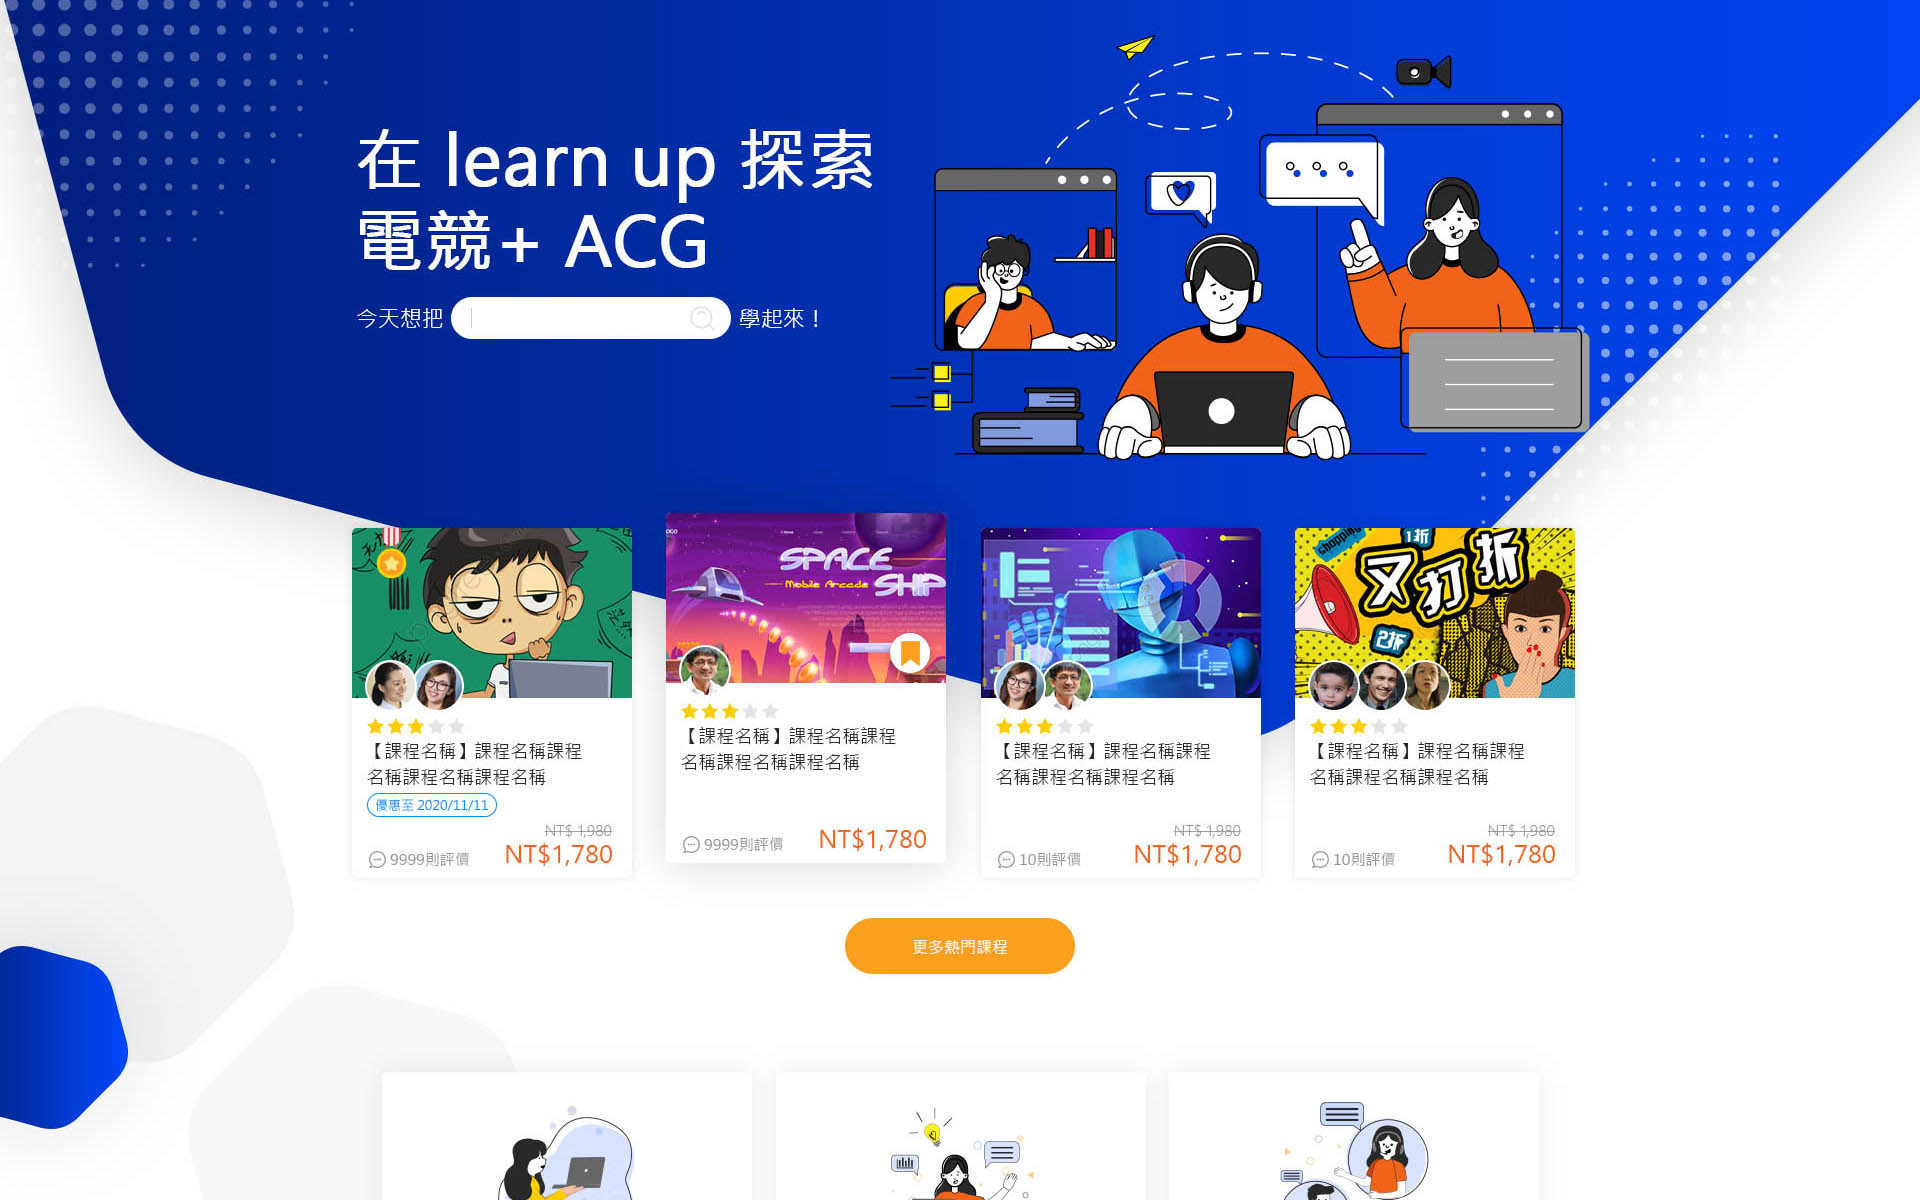 在 learn up 探索
電競+ ACG
今天想把 學起來！
SPACE
Mobile Arcade SHIP
shopping 1折
又打折
2折
【課程名稱】課程名稱課程
名稱課程名稱課程名稱
優惠至 2020/11/11
NT$ 1,980
9999則評價 NT$1,780
【課程名稱】課程名稱課程
名稱課程名稱課程名稱
9999則評價 NT$1,780
【課程名稱】課程名稱課程
名稱課程名稱課程名稱
NT$ 1,980
10則評價 NT$1,780
【課程名稱】課程名稱課程
名稱課程名稱課程名稱
NT$ 1,980
10則評價 NT$1,780
更多熱門課程